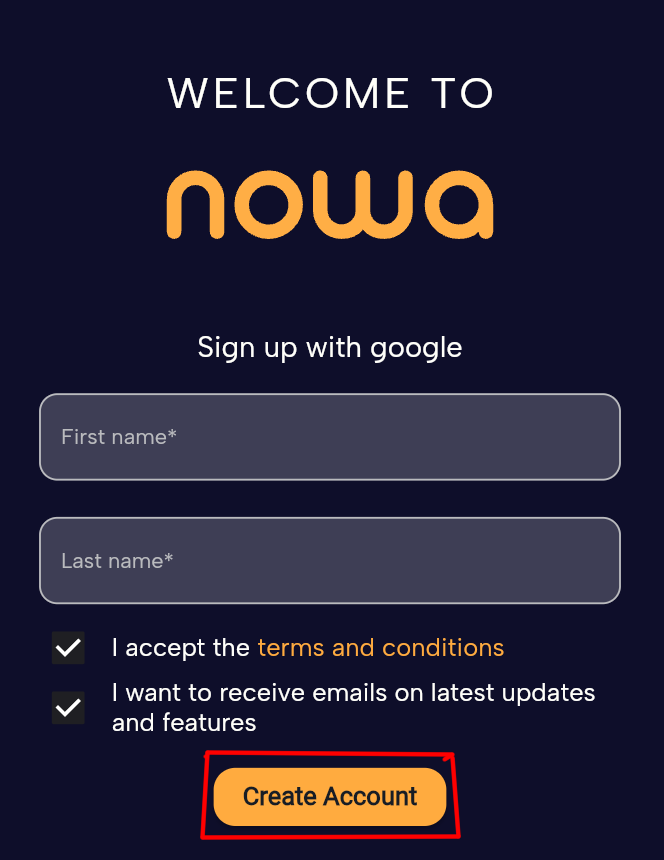 WELCOME TO
nowa
Sign up with google
First name*
Last name*
I accept the terms and conditions
I want to receive emails on latest updates
and features
Create Account